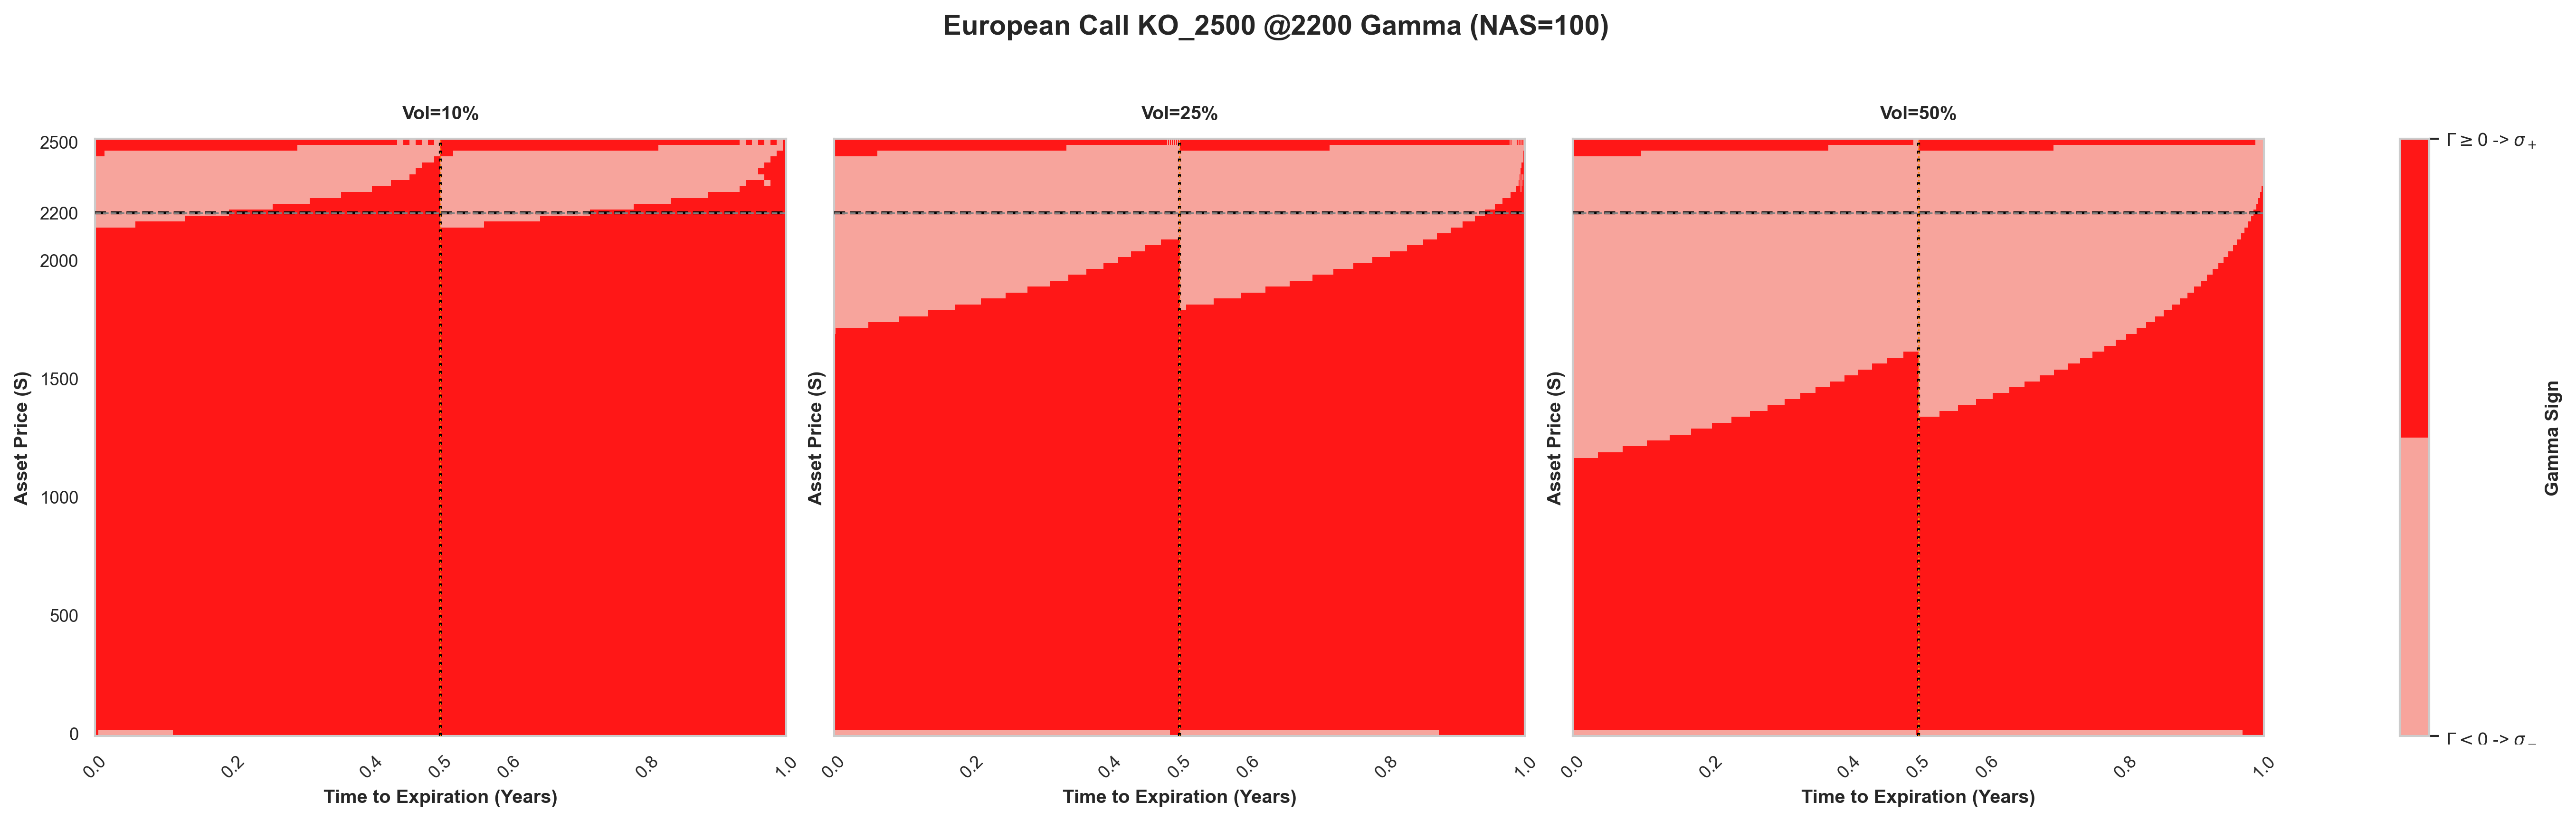 European Call KO_2500 @2200 Gamma (NAS=100)
Vol=10%
Vol=25%
Vol=50%
2500
2200
2000
1500
1000
500
0
Asset Price (S)
Asset Price (S)
Asset Price (S)
0.0 0.2 0.4 0.5 0.6 0.8 1.0
0.0 0.2 0.4 0.5 0.6 0.8 1.0
0.0 0.2 0.4 0.5 0.6 0.8 1.0
Time to Expiration (Years)
Time to Expiration (Years)
Time to Expiration (Years)
Γ ≥ 0 -> σ₊
Γ < 0 -> σ₋
Gamma Sign